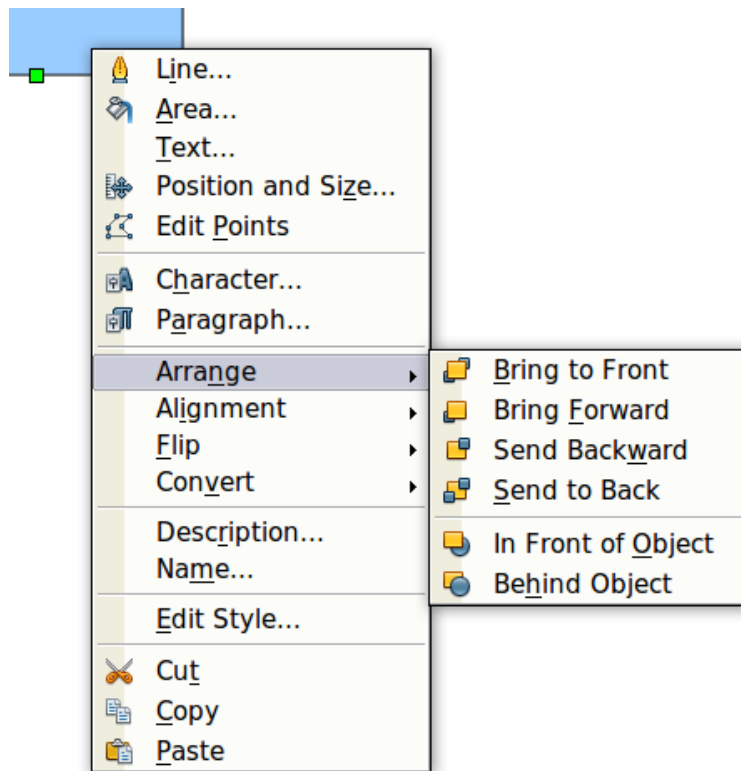 Line...
Area...
Text...
Position and Size...
Edit Points
Character...
Paragraph...
Arrange
Alignment
Flip
Convert
Description...
Name...
Edit Style...
Cut
Copy
Paste
Bring to Front
Bring Forward
Send Backward
Send to Back
In Front of Object
Behind Object